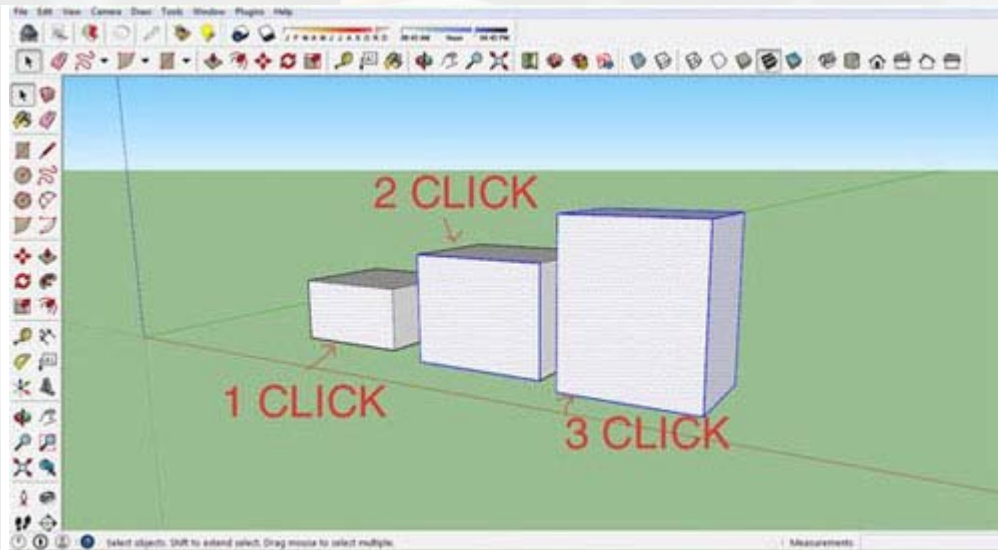 File Edit View Camera Draw Tools Window Plugins Help
J F M A M J J A S O N D
Noon
2 CLICK
1 CLICK
3 CLICK
Select objects. Shift to extend select. Drag mouse to select multiple.
Measurements